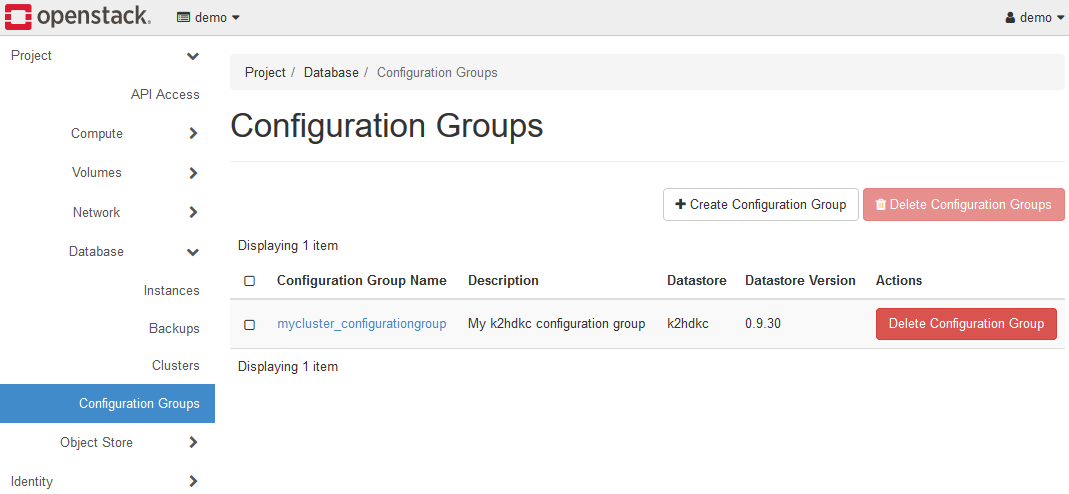 openstack. demo demo
Project
API Access
Compute
Volumes
Network
Database
Instances
Backups
Clusters
Configuration Groups
Object Store
Identity
Project / Database / Configuration Groups
Configuration Groups
Create Configuration Group Delete Configuration Groups
Displaying 1 item
Configuration Group Name Description Datastore Datastore Version Actions
mycluster_configurationgroup My k2hdkc configuration group k2hdkc 0.9.30 Delete Configuration Group
Displaying 1 item